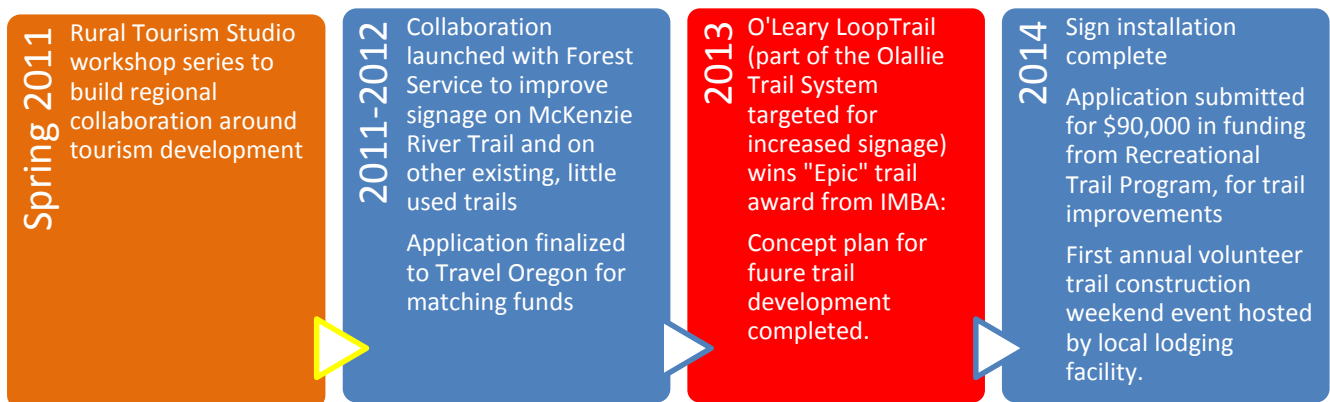 Spring 2011
Rural Tourism Studio
workshop series to
build regional
collaboration around
tourism development
2011-2012
Collaboration
launched with Forest
Service to improve
signage on McKenzie
River Trail and on
other existing, little
used trails
Application finalized
to Travel Oregon for
matching funds
2013
O'Leary LoopTrail
(part of the Olallie
Trail System
targeted for
increased signage)
wins "Epic" trail
award from IMBA:
Concept plan for
fuure trail
development
completed.
2014
Sign installation
complete
Application submitted
for $90,000 in funding
from Recreational
Trail Program, for trail
improvements
First annual volunteer
trail construction
weekend event hosted
by local lodging
facility.